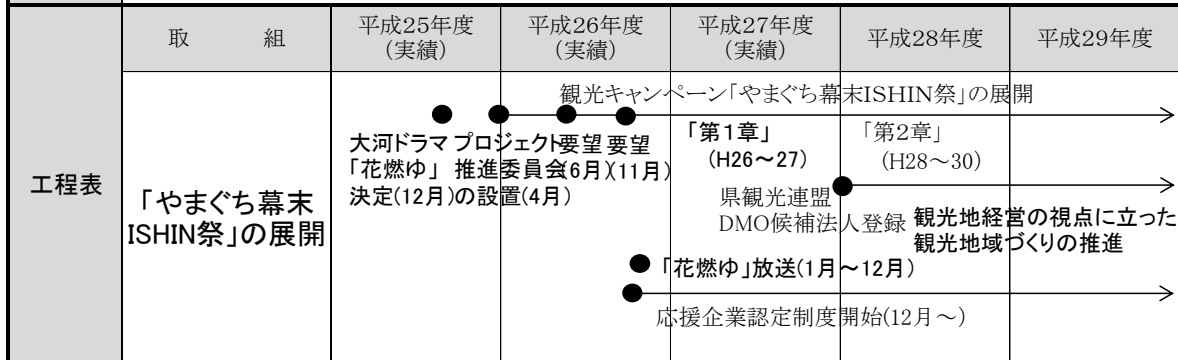 取 組
平成25年度
(実績)
平成26年度
(実績)
平成27年度
(実績)
平成28年度
平成29年度
工程表
「やまぐち幕末
ISHIN祭」の展開
観光キャンペーン「やまぐち幕末ISHIN祭」の展開
大河ドラマ
「花燃ゆ」
決定(12月)
プロジェクト
推進委員会
の設置(4月)
要望
(6月)
要望
(11月)
「第1章」
(H26～27)
「第2章」
(H28～30)
県観光連盟
DMO候補法人登録
観光地経営の視点に立った
観光地域づくりの推進
「花燃ゆ」放送(1月～12月)
応援企業認定制度開始(12月～)